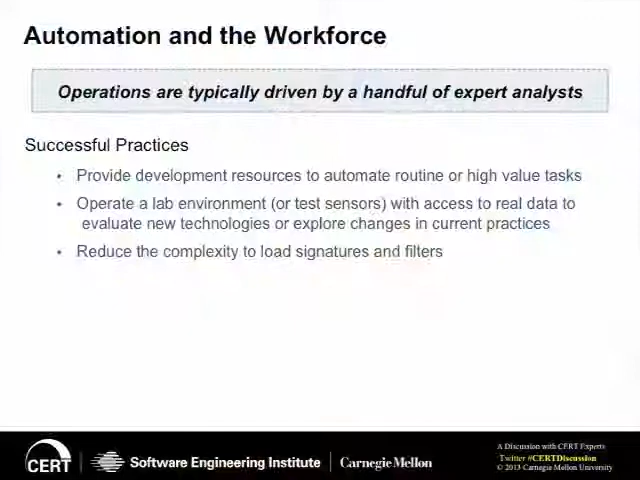 Automation and the Workforce
Operations are typically driven by a handful of expert analysts
Successful Practices
• Provide development resources to automate routine or high value tasks
• Operate a lab environment (or test sensors) with access to real data to
evaluate new technologies or explore changes in current practices
• Reduce the complexity to load signatures and filters
CERT
Software Engineering Institute
Carnegie Mellon
A Discussion with CERT Experts
Twitter #CERTDiscussion
© 2013 Carnegie Mellon University